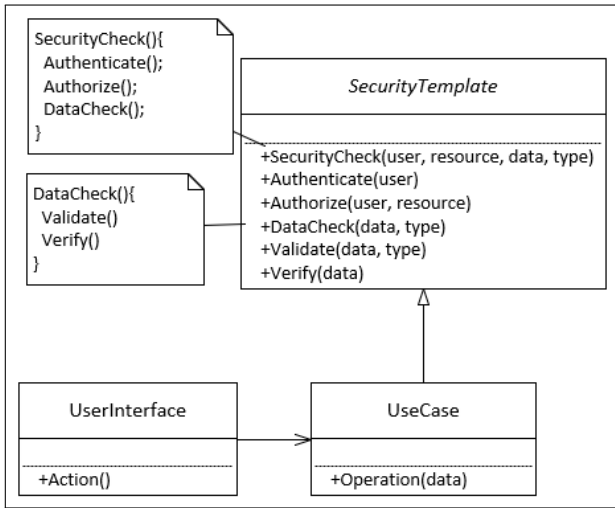 SecurityCheck(){
Authenticate();
Authorize();
DataCheck();
}
SecurityTemplate
+SecurityCheck(user, resource, data, type)
+Authenticate(user)
+Authorize(user, resource)
+DataCheck(data, type)
+Validate(data, type)
+Verify(data)
DataCheck(){
Validate()
Verify()
}
UserInterface
+Action()
UseCase
+Operation(data)